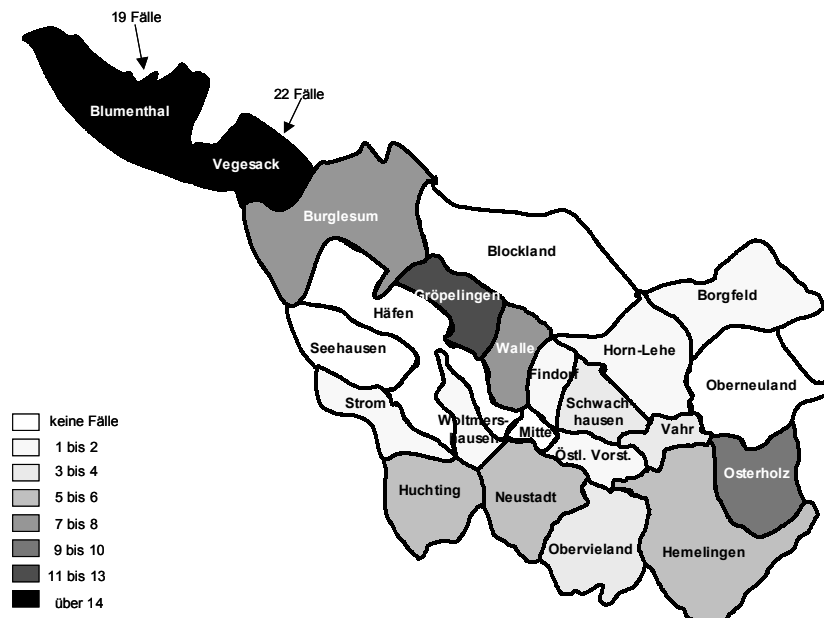 19 Fälle
22 Fälle
Blumenthal
Vegesack
Burglesum
Blockland
Gröpelingen
Borgfeld
Häfen
Seehausen
Walle
Horn-Lehe
Findorf
Oberneuland
Strom
Woltmers-
hausen
Schwach
hausen
Mitte
Vahr
Östl. Vorst.
Osterholz
Huchting
Neustadt
Obervieland
Hemelingen
keine Fälle
1 bis 2
3 bis 4
5 bis 6
7 bis 8
9 bis 10
11 bis 13
über 14